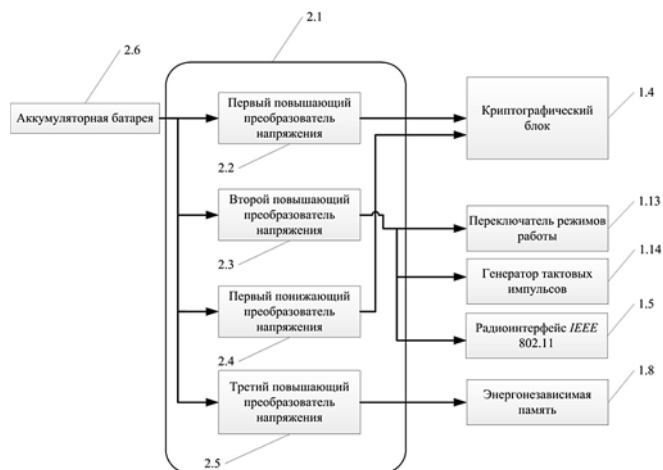 2.1
2.6
Аккумуляторная батарея
Первый повышающий
преобразователь
напряжения
2.2
Второй повышающий
преобразователь
напряжения
2.3
Первый понижающий
преобразователь
напряжения
2.4
Третий повышающий
преобразователь
напряжения
2.5
1.4
Криптографический
блок
1.13
Переключатель режимов
работы
1.14
Генератор тактовых
импульсов
1.5
Радиоинтерфейс IEEE
802.11
1.8
Энергонезависимая
память